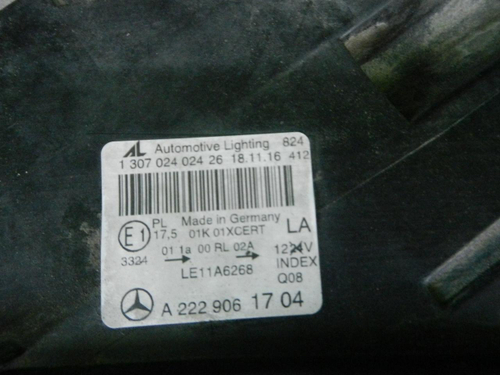 AL Automotive Lighting 824
1 307 024 024 26 18.11.16 412
PL Made in Germany LA
E1 17,5 01K 01XCERT
3324 01 1a 00 RL 02A 12V
LE11A6268 INDEX
Q08
A 222 906 17 04